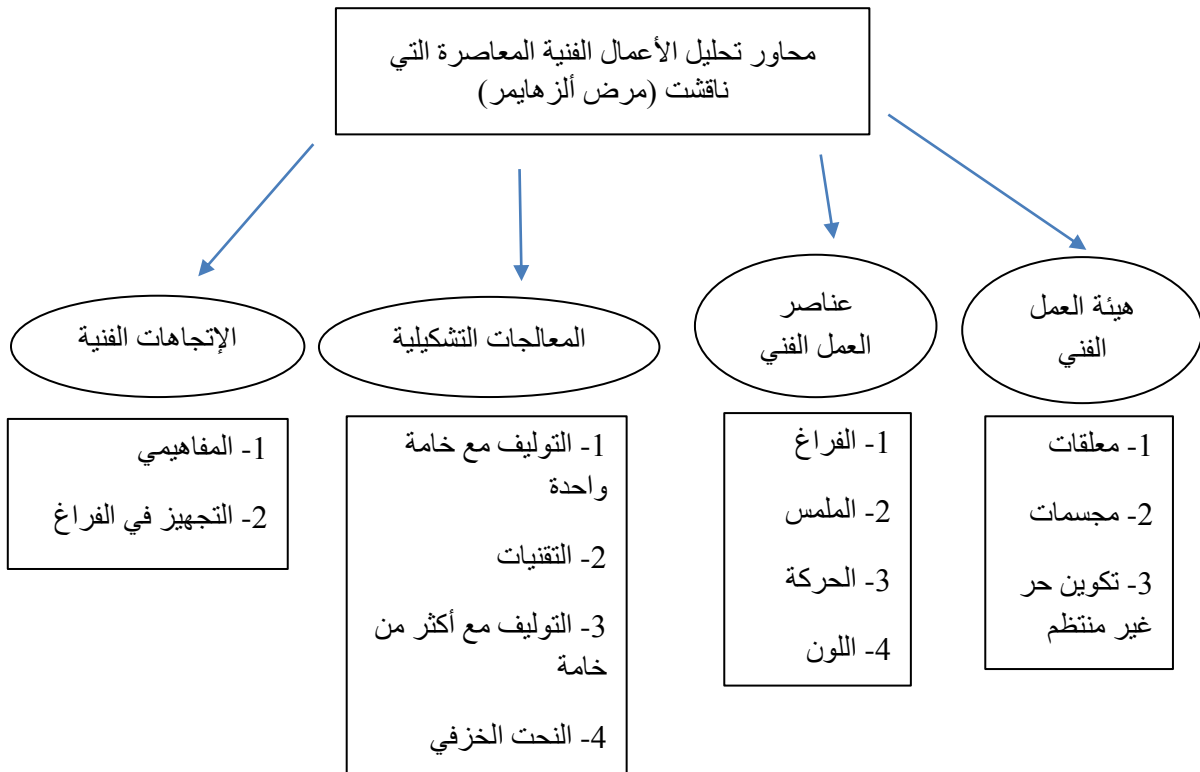 محاور تحليل الأعمال الفنية المعاصرة التي
ناقشت (مرض ألزهايمر)
هيئة العمل
الفني
1- معلقات
2- مجسمات
3- تكوين حر
غير منتظم
عناصر
العمل الفني
1- الفراغ
2- الملمس
3- الحركة
4- اللون
المعالجات التشكيلية
1- التوليف مع خامة
واحدة
2- التقنيات
3- التوليف مع أكثر من
خامة
4- النحت الخزفي
الإتجاهات الفنية
1- المفاهيمي
2- التجهيز في الفراغ